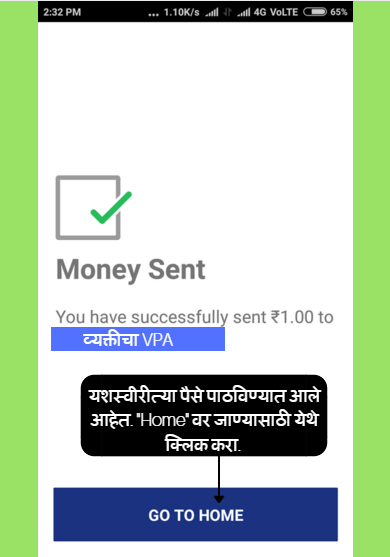 2:32 PM ... 1.10K/s 4G VoLTE 65%
Money Sent
You have successfully sent ₹1.00 to
व्यक्तीचा VPA
यशस्वीरीत्या पैसे पाठविण्यात आले
आहेत. "Home" वर जाण्यासाठी येथे
क्लिक करा.
GO TO HOME